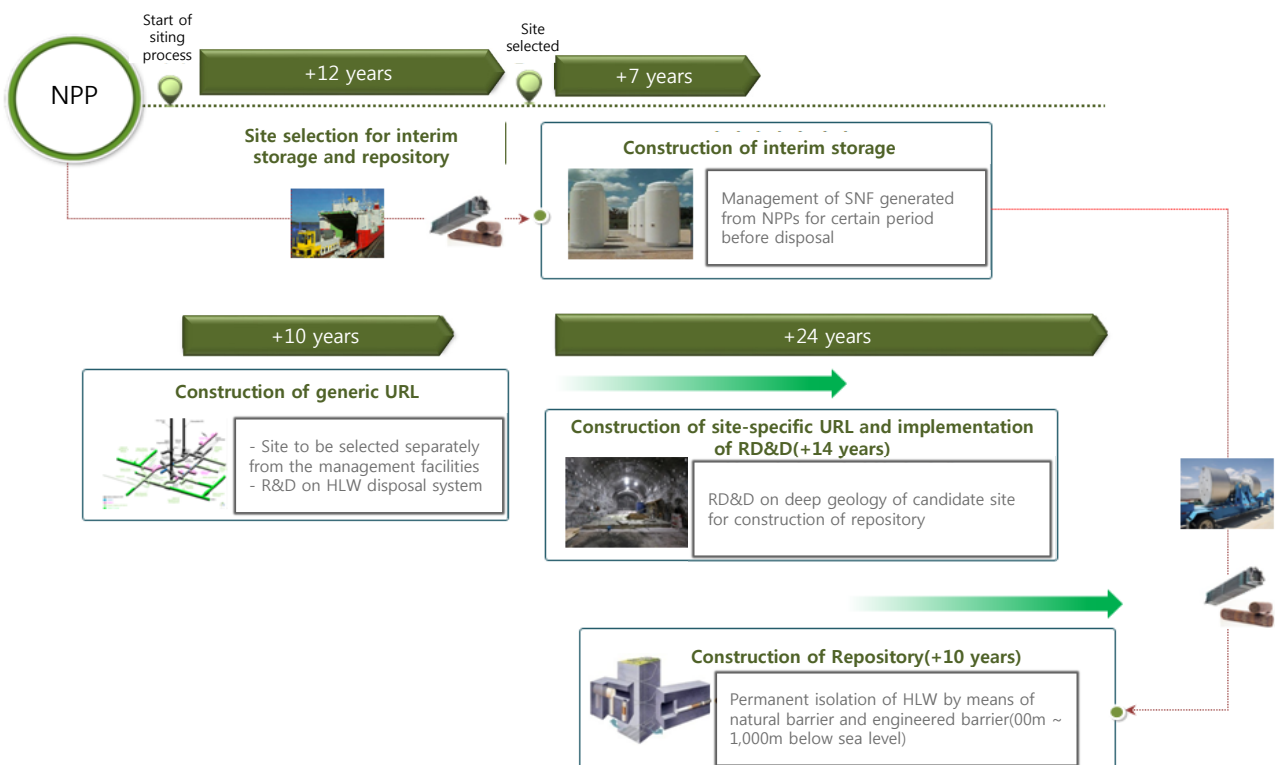 Start of
siting
process
Site
selected
NPP
+12 years
+7 years
Site selection for interim
storage and repository
Construction of interim storage
Management of SNF generated
from NPPs for certain period
before disposal
+10 years
+24 years
Construction of generic URL
- Site to be selected separately
from the management facilities
- R&D on HLW disposal system
Construction of site-specific URL and implementation
of RD&D(+14 years)
RD&D on deep geology of candidate site
for construction of repository
Construction of Repository(+10 years)
Permanent isolation of HLW by means of
natural barrier and engineered barrier(00m ~
1,000m below sea level)